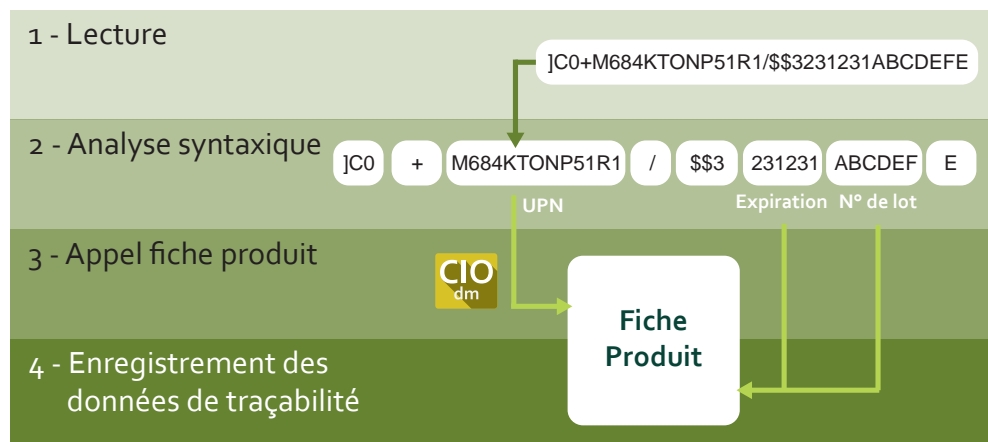 1 - Lecture
]C0+M684KTONP51R1/$$3231231ABCDEFE
2 - Analyse syntaxique
]C0 + M684KTONP51R1 / $$3 231231 ABCDEF E
UPN Expiration N° de lot
3 - Appel fiche produit
CIO
dm
Fiche
Produit
4 - Enregistrement des
données de traçabilité